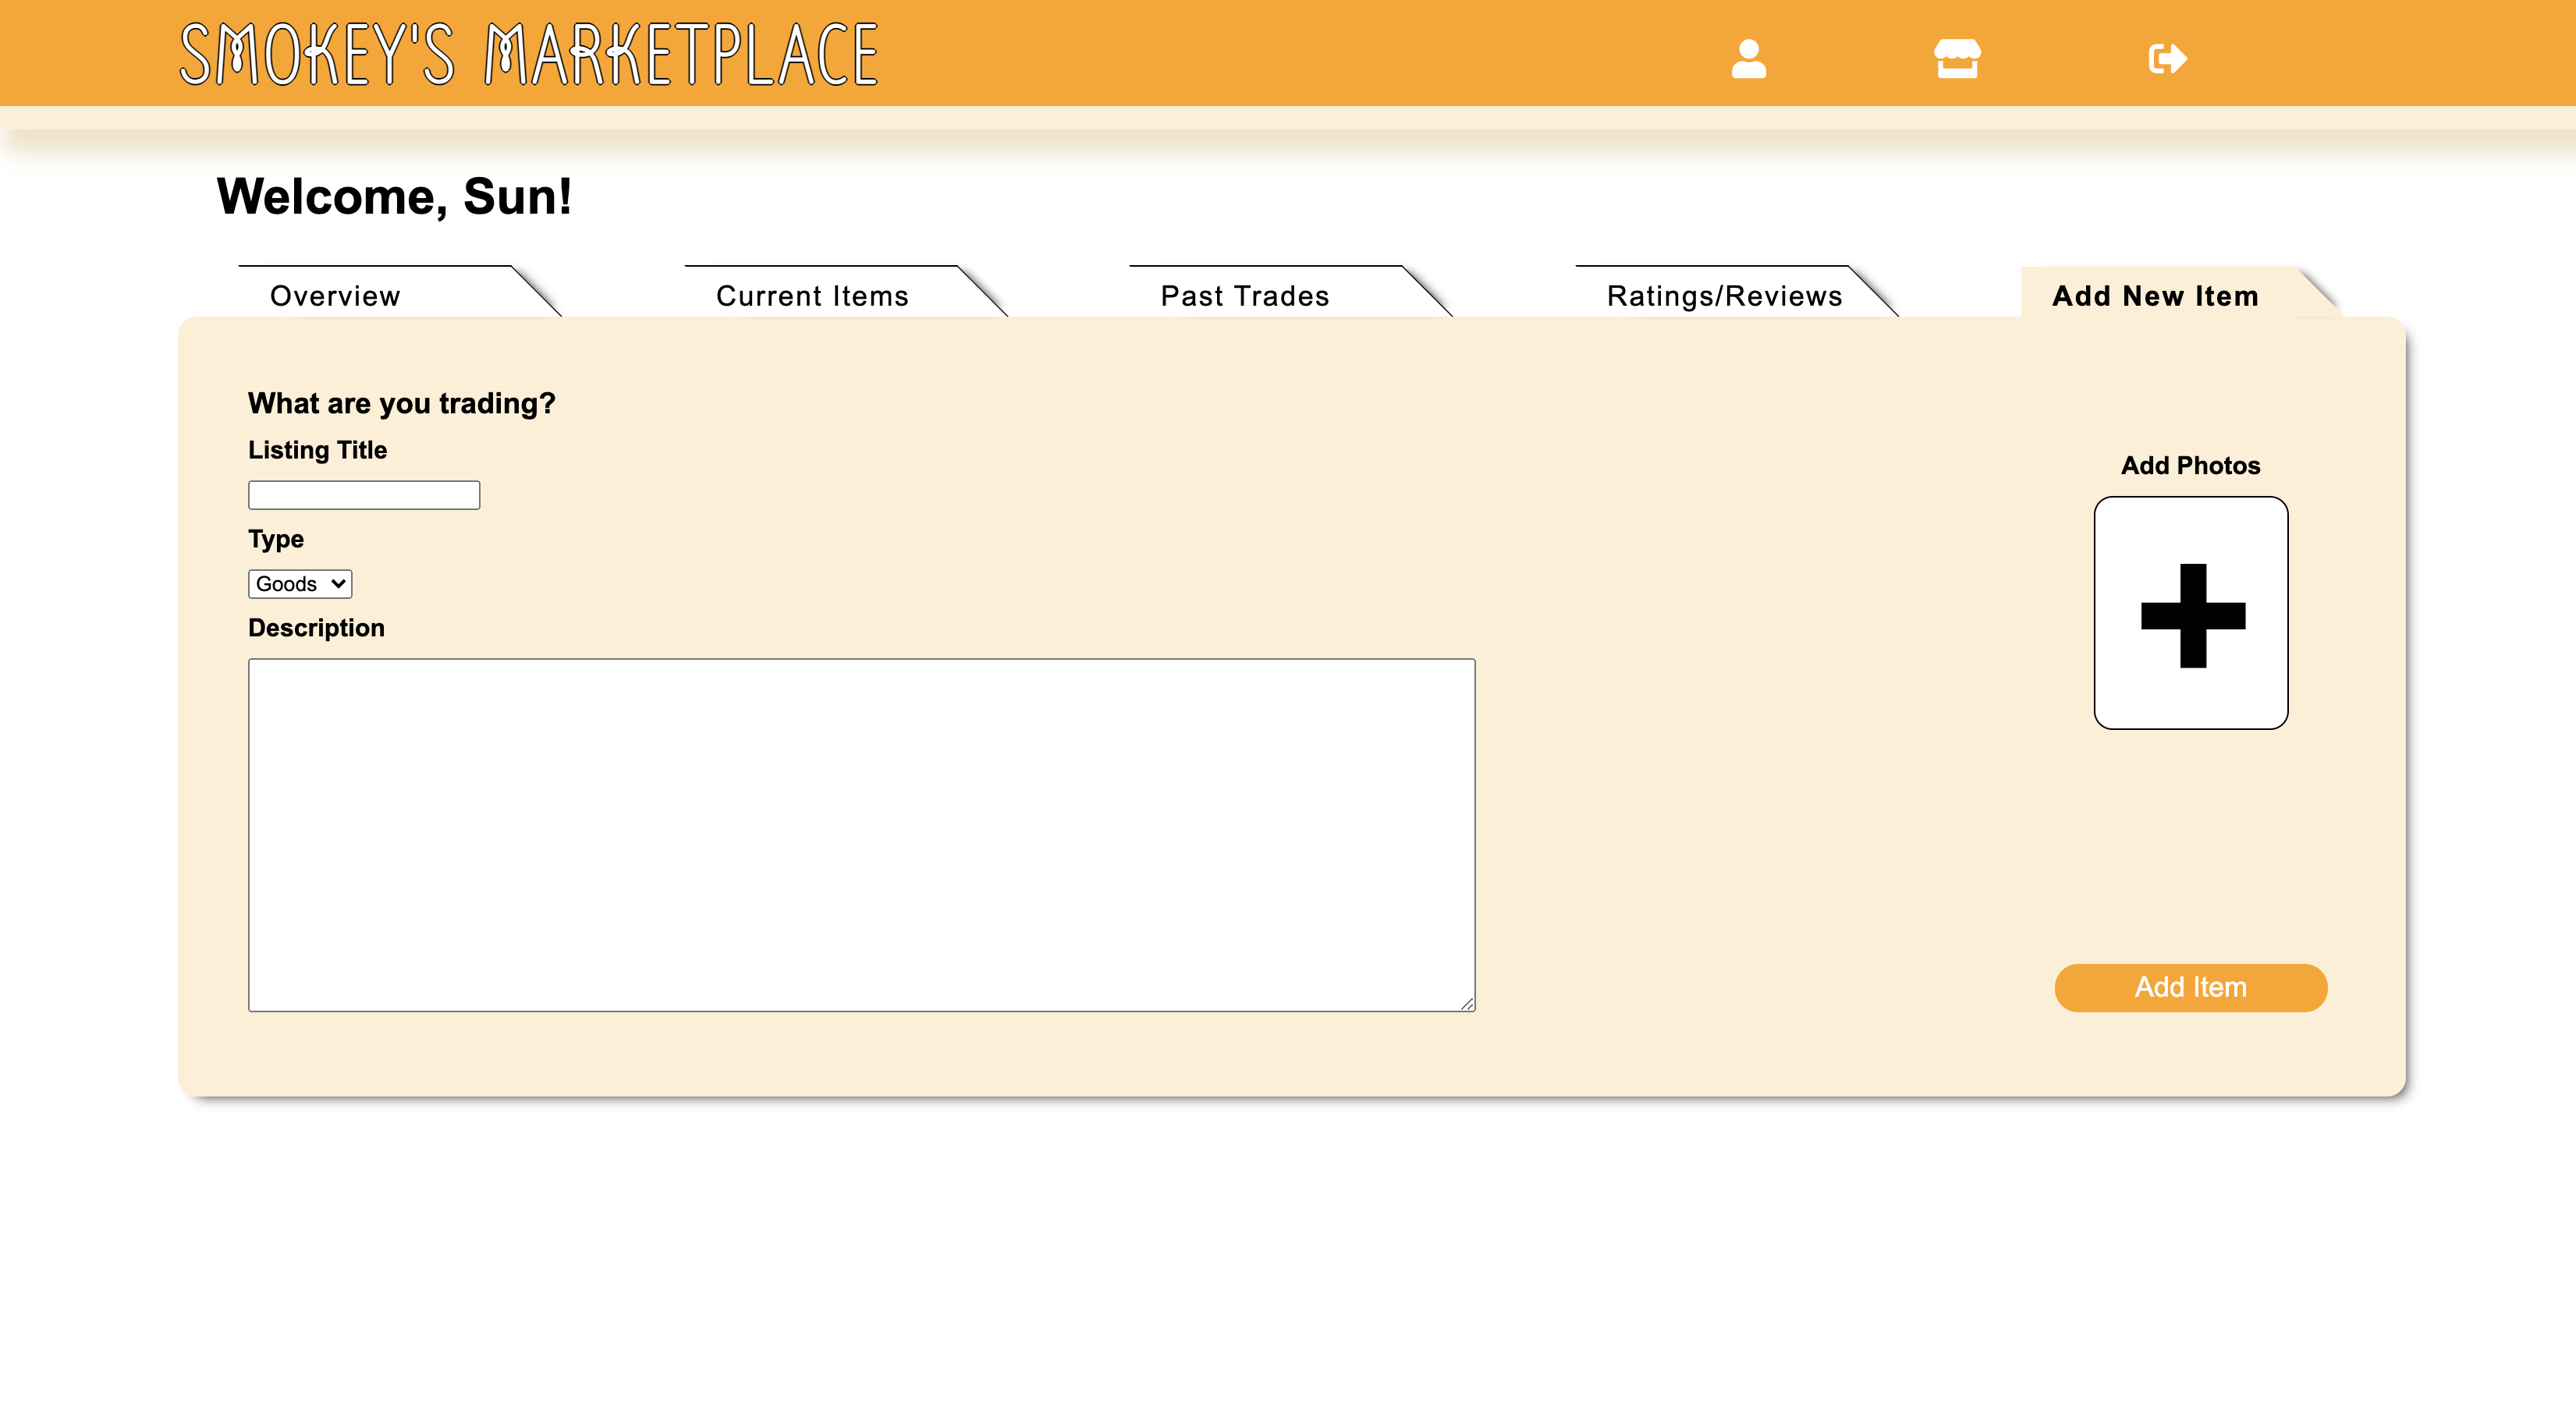 SMOKEY'S MARKETPLACE
Welcome, Sun!
Overview
Current Items
Past Trades
Ratings/Reviews
Add New Item
What are you trading?
Listing Title
Type
Goods
Description
Add Photos
Add Item